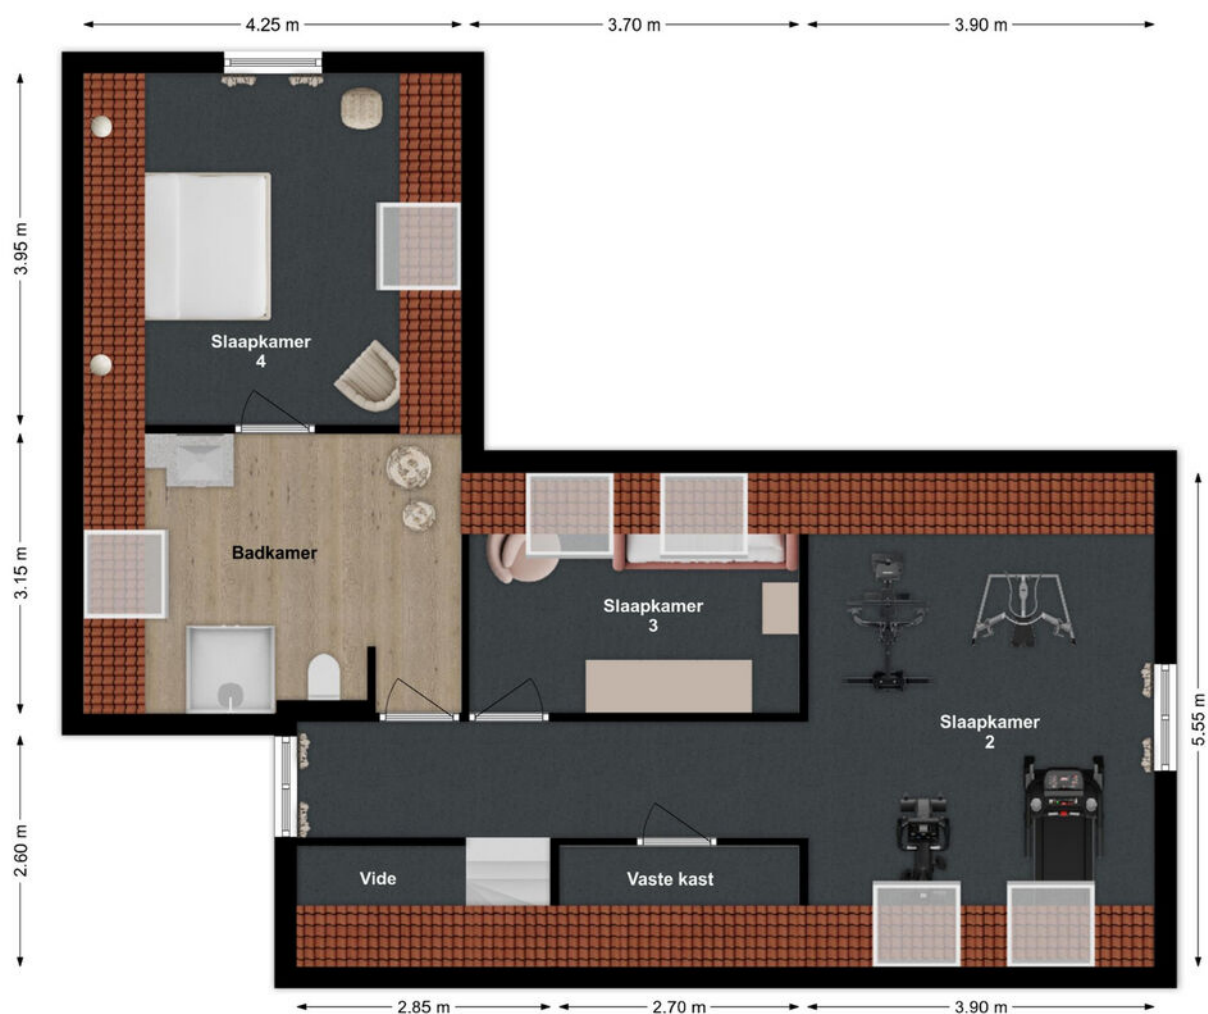 4.25 m
3.70 m
3.90 m
3.95 m
Slaapkamer
4
3.15 m
Badkamer
Slaapkamer
3
Slaapkamer
2
5.55 m
2.60 m
Vide
Vaste kast
2.85 m
2.70 m
3.90 m